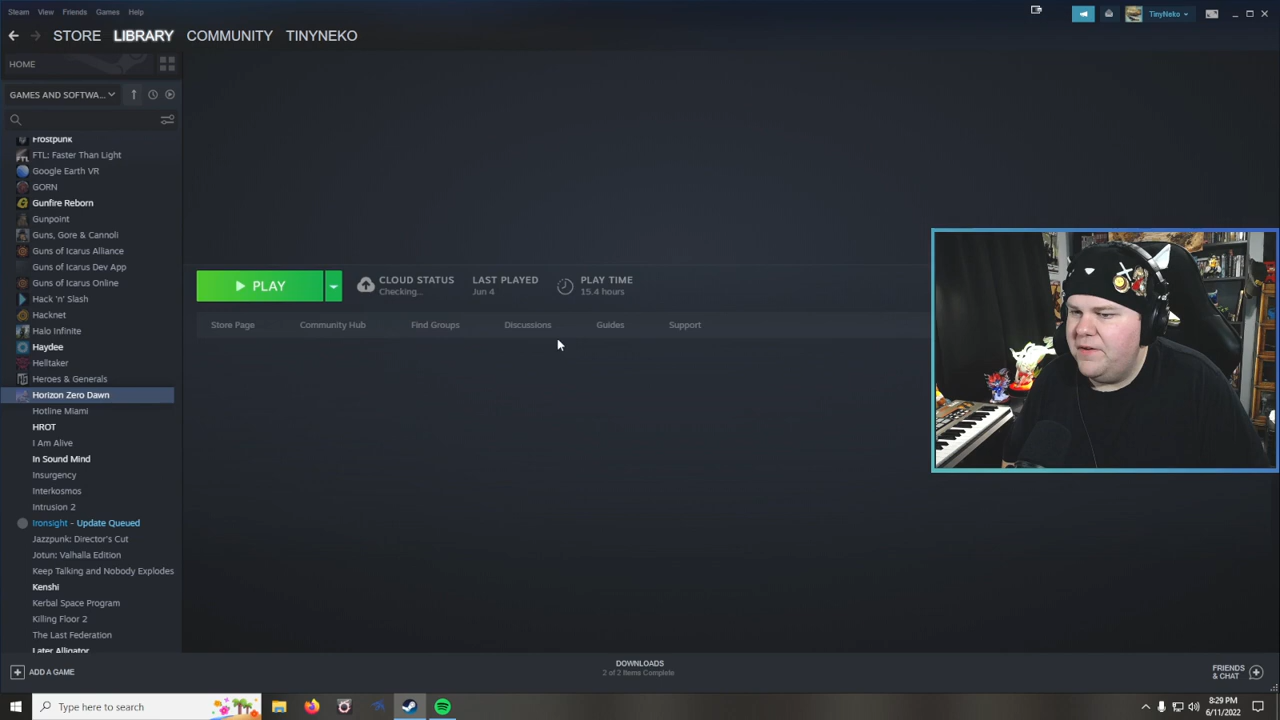 Steam View Friends Games Help
TinyNeko
STORE LIBRARY COMMUNITY TINYNEKO
HOME
GAMES AND SOFTWA...
Frostpunk
FTL: Faster Than Light
Google Earth VR
GORN
Gunfire Reborn
Gunpoint
Guns, Gore & Cannoli
Guns of Icarus Alliance
Guns of Icarus Dev App
Guns of Icarus Online
Hack 'n' Slash
Hacknet
Halo Infinite
Haydee
Helltaker
Heroes & Generals
Horizon Zero Dawn
Hotline Miami
HROT
I Am Alive
In Sound Mind
Insurgency
Interkosmos
Intrusion 2
Ironsight - Update Queued
Jazzpunk: Director's Cut
Jotun: Valhalla Edition
Keep Talking and Nobody Explodes
Kenshi
Kerbal Space Program
Killing Floor 2
The Last Federation
Later Alligator
ADD A GAME
PLAY
CLOUD STATUS
Checking...
LAST PLAYED
Jun 4
PLAY TIME
15.4 hours
Store Page Community Hub Find Groups Discussions Guides Support
DOWNLOADS
2 of 2 Items Complete
FRIENDS
& CHAT
Type here to search
8:29 PM
6/11/2022